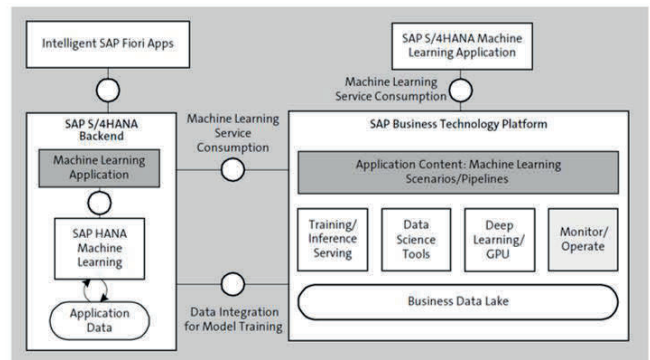 Intelligent SAP Fiori Apps
SAP S/4HANA Machine
Learning Application
Machine Learning
Service Consumption
SAP S/4HANA
Backend
Machine Learning
Application
SAP HANA
Machine
Learning
Application
Data
Machine Learning
Service
Consumption
Data Integration
for Model Training
SAP Business Technology Platform
Application Content: Machine Learning
Scenarios/Pipelines
Training/
Inference
Serving
Data
Science
Tools
Deep
Learning/
GPU
Monitor/
Operate
Business Data Lake